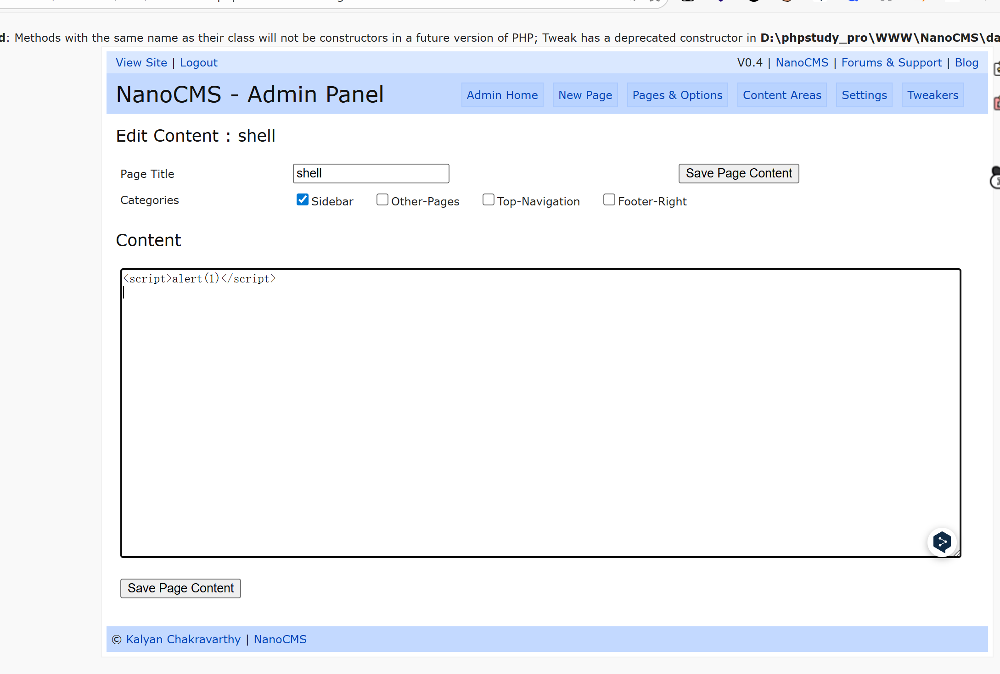 d: Methods with the same name as their class will not be constructors in a future version of PHP; Tweak has a deprecated constructor in D:\phpstudy_pro\WWW\NanoCMS\da
View Site | Logout
V0.4 | NanoCMS | Forums & Support | Blog
NanoCMS - Admin Panel
Admin Home
New Page
Pages & Options
Content Areas
Settings
Tweakers
Edit Content : shell
Page Title
shell
Save Page Content
Categories
Sidebar
Other-Pages
Top-Navigation
Footer-Right
Content
<script>alert(1)</script>
Save Page Content
© Kalyan Chakravarthy | NanoCMS